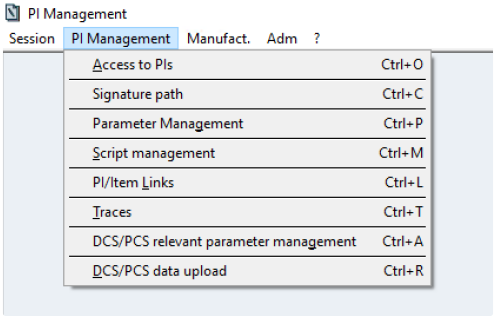 PI Management
Session PI Management Manufact. Adm ?
Access to PIs Ctrl+O
Signature path Ctrl+C
Parameter Management Ctrl+P
Script management Ctrl+M
PI/Item Links Ctrl+L
Traces Ctrl+T
DCS/PCS relevant parameter management Ctrl+A
DCS/PCS data upload Ctrl+R